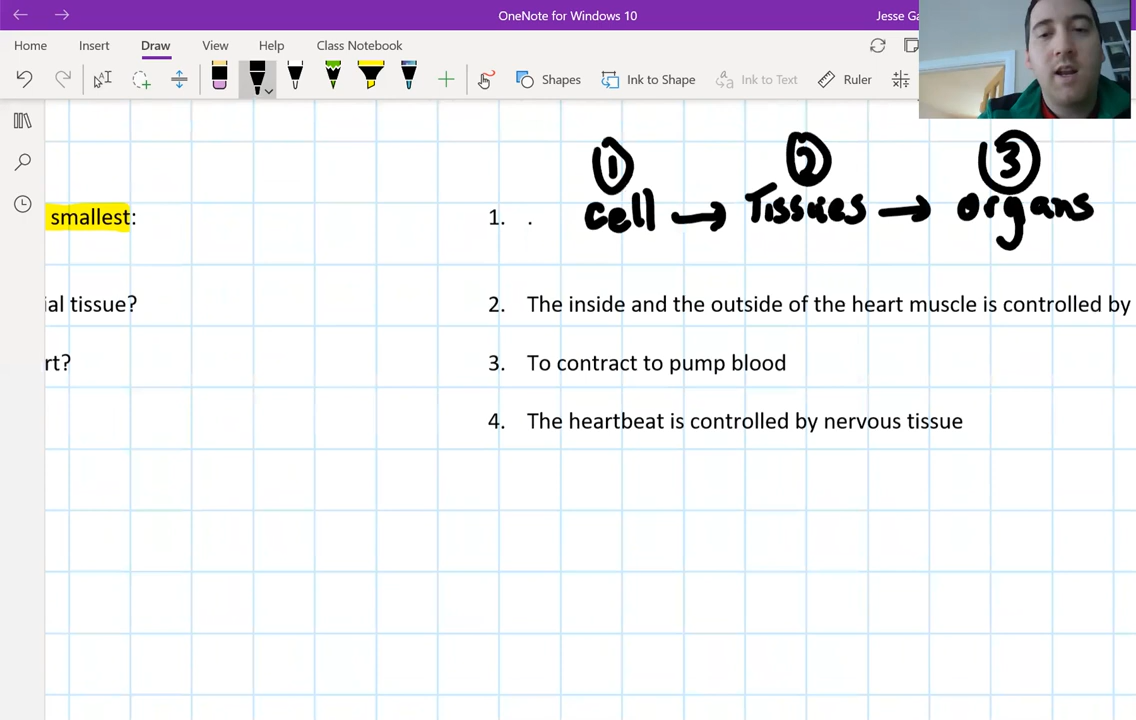 OneNote for Windows 10
Jesse Ga
Home Insert Draw View Help Class Notebook
Shapes Ink to Shape Ink to Text Ruler
① ② ③
smallest: 1. . cell → Tissues → organs
ial tissue? 2. The inside and the outside of the heart muscle is controlled by
rt? 3. To contract to pump blood
4. The heartbeat is controlled by nervous tissue